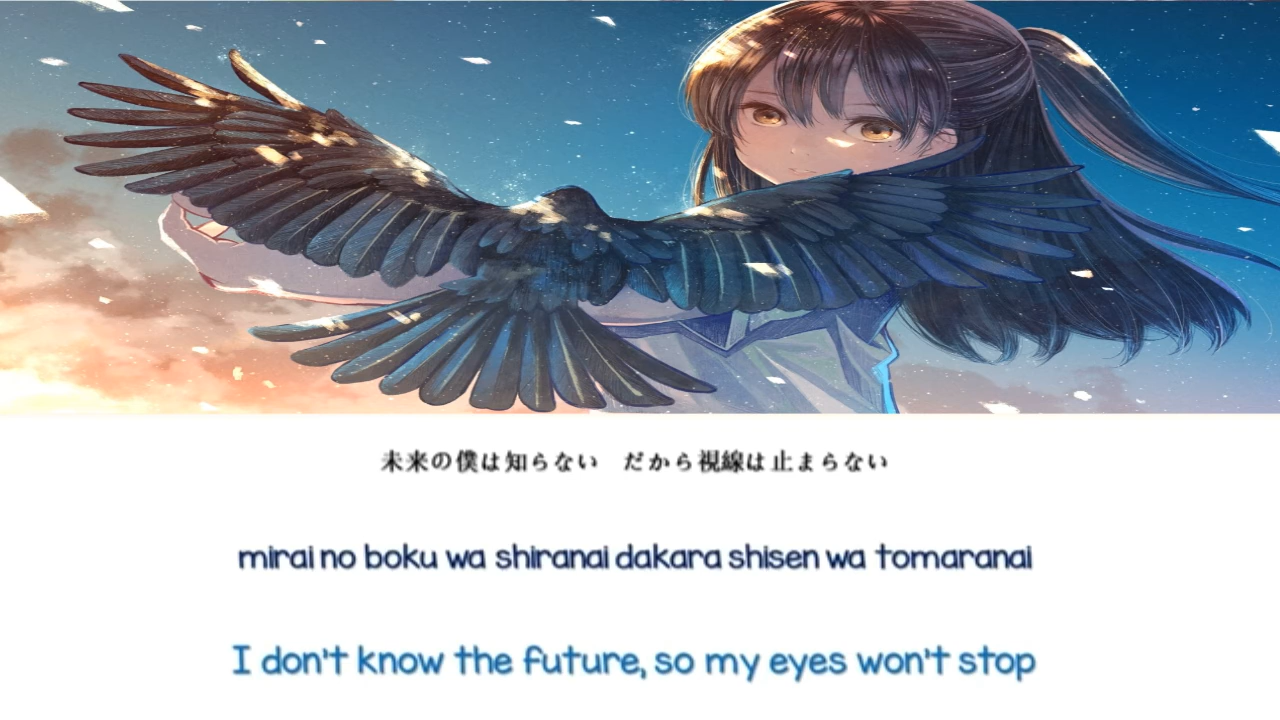 未来の僕は知らない　だから視線は止まらない
mirai no boku wa shiranai dakara shisen wa tomaranai
I don't know the future, so my eyes won't stop